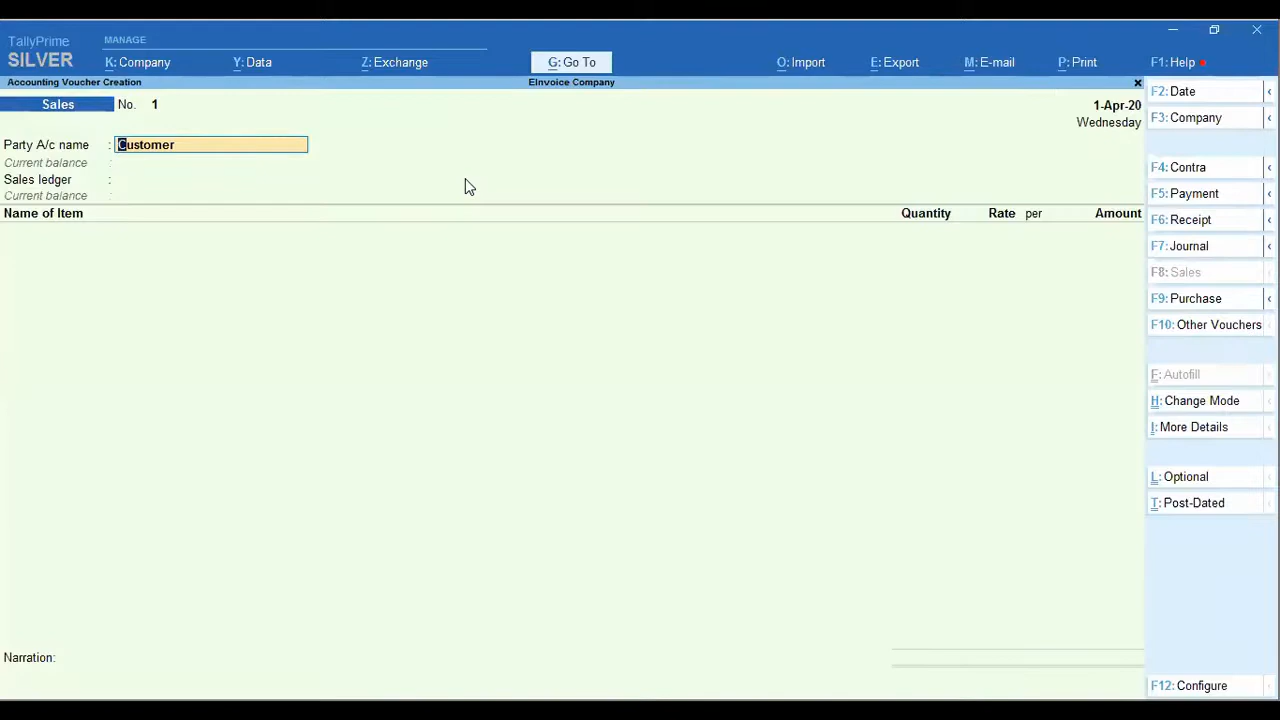 TallyPrime MANAGE
SILVER K: Company Y: Data Z: Exchange G: Go To O: Import E: Export M: E-mail P: Print F1: Help
Accounting Voucher Creation EInvoice Company
Sales No. 1 1-Apr-20
Wednesday
Party A/c name : Customer
Current balance :
Sales ledger :
Current balance :
Name of Item Quantity Rate per Amount
Narration:
F2: Date
F3: Company
F4: Contra
F5: Payment
F6: Receipt
F7: Journal
F8: Sales
F9: Purchase
F10: Other Vouchers
F: Autofill
H: Change Mode
I: More Details
L: Optional
T: Post-Dated
F12: Configure